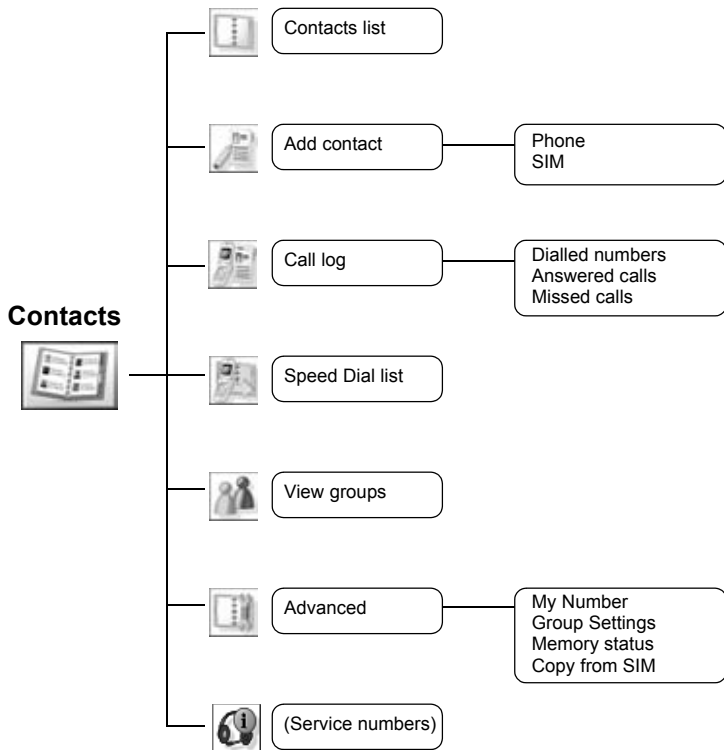 Contacts list
Add contact
Phone
SIM
Call log
Dialled numbers
Answered calls
Missed calls
Contacts
Speed Dial list
View groups
Advanced
My Number
Group Settings
Memory status
Copy from SIM
(Service numbers)